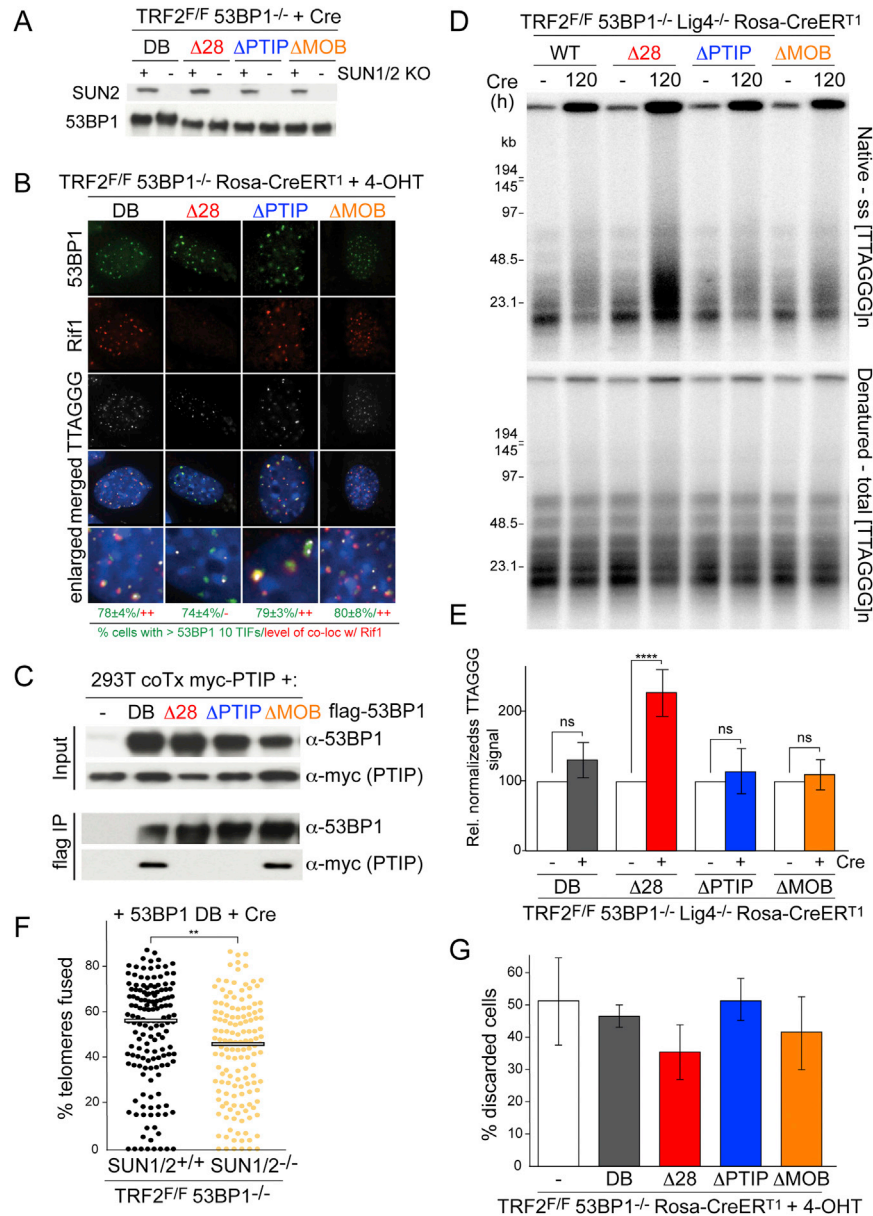 A
TRF2F/F 53BP1-/- + Cre
DB Δ28 ΔPTIP ΔMOB
+ - + - + - + - SUN1/2 KO
SUN2
53BP1
B
TRF2F/F 53BP1-/- Rosa-CreERT1 + 4-OHT
DB Δ28 ΔPTIP ΔMOB
53BP1
Rif1
TTAGGG
merged
enlarged
78±4%/++ 74±4%/- 79±3%/++ 80±8%/++
% cells with > 53BP1 10 TIFs/level of co-loc w/ Rif1
C
293T coTx myc-PTIP +:
- DB Δ28 ΔPTIP ΔMOB flag-53BP1
Input
α-53BP1
α-myc (PTIP)
flag IP
α-53BP1
α-myc (PTIP)
D
TRF2F/F 53BP1-/- Lig4-/- Rosa-CreERT1
WT Δ28 ΔPTIP ΔMOB
Cre - 120 - 120 - 120 - 120
(h)
kb
194
145
97
48.5
23.1
Native - ss [TTAGGG]n
194
145
97
48.5
23.1
Denatured - total [TTAGGG]n
E
Rel. normalizedss TTAGGG
signal
200
100
0
ns
****
ns
ns
- + - + - + - + Cre
DB Δ28 ΔPTIP ΔMOB
TRF2F/F 53BP1-/- Lig4-/- Rosa-CreERT1
F
+ 53BP1 DB + Cre
**
% telomeres fused
80
60
40
20
0
SUN1/2+/+ SUN1/2-/-
TRF2F/F 53BP1-/-
G
% discarded cells
60
50
40
30
20
10
0
- DB Δ28 ΔPTIP ΔMOB
TRF2F/F 53BP1-/- Rosa-CreERT1 + 4-OHT